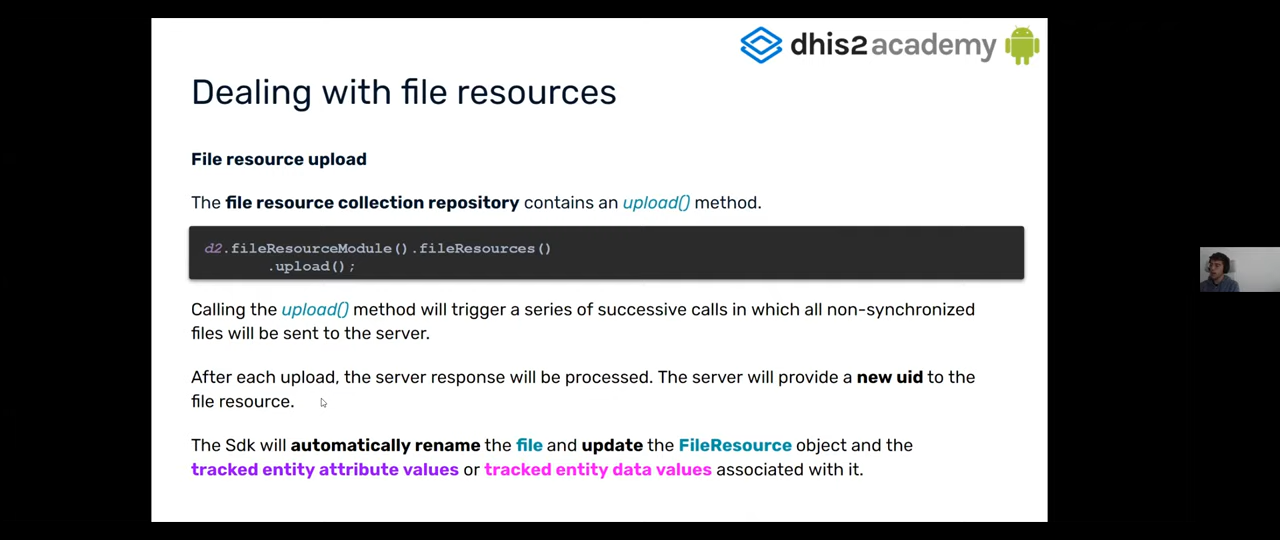 dhis2 academy
Dealing with file resources
File resource upload
The file resource collection repository contains an upload() method.
d2.fileResourceModule().fileResources()
.upload();
Calling the upload() method will trigger a series of successive calls in which all non-synchronized
files will be sent to the server.
After each upload, the server response will be processed. The server will provide a new uid to the
file resource.
The Sdk will automatically rename the file and update the FileResource object and the
tracked entity attribute values or tracked entity data values associated with it.